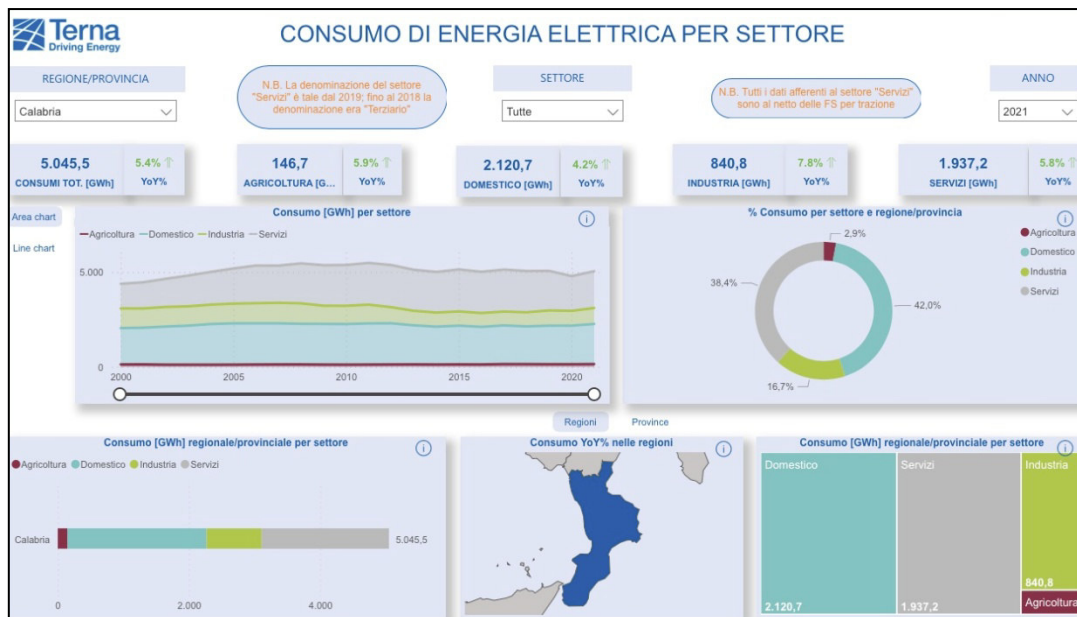 Terna
Driving Energy
CONSUMO DI ENERGIA ELETTRICA PER SETTORE
REGIONE/PROVINCIA
Calabria
N.B. La denominazione del settore
"Servizi" è tale dal 2019; fino al 2018 la
denominazione era "Terziario"
SETTORE
Tutte
N.B. Tutti i dati afferenti al settore "Servizi"
sono al netto delle FS per trazione
ANNO
2021
5.045,5
CONSUMI TOT. [GWh]
5.4%
YoY%
146,7
AGRICOLTURA [G...
5.9%
YoY%
2.120,7
DOMESTICO [GWh]
4.2%
YoY%
840,8
INDUSTRIA [GWh]
7.8%
YoY%
1.937,2
SERVIZI [GWh]
5.8%
YoY%
Area chart
Line chart
Consumo [GWh] per settore
Agricoltura Domestico Industria Servizi
5.000
0
2000 2005 2010 2015 2020
% Consumo per settore e regione/provincia
2,9%
42,0%
16,7%
38,4%
Agricoltura
Domestico
Industria
Servizi
Regioni Province
Consumo [GWh] regionale/provinciale per settore
Agricoltura Domestico Industria Servizi
Calabria
5.045,5
0 2.000 4.000
Consumo YoY% nelle regioni
Consumo [GWh] regionale/provinciale per settore
Domestico
2.120,7
Servizi
1.937,2
Industria
840,8
Agricoltura